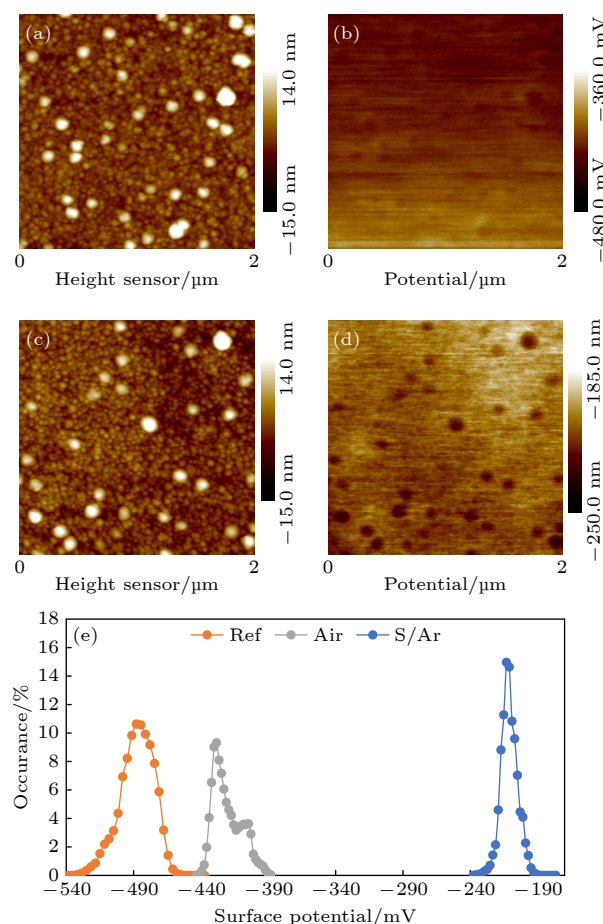 (a)
14.0 nm
−15.0 nm
0
2
Height sensor/μm
(b)
−360.0 mV
−480.0 mV
0
2
Potential/μm
(c)
14.0 nm
−15.0 nm
0
2
Height sensor/μm
(d)
−185.0 mV
−250.0 mV
0
2
Potential/μm
(e)
Ref
Air
S/Ar
18
16
14
12
10
8
6
4
2
0
Occurance/%
−540
−490
−440
−390
−340
−290
−240
−190
Surface potential/mV